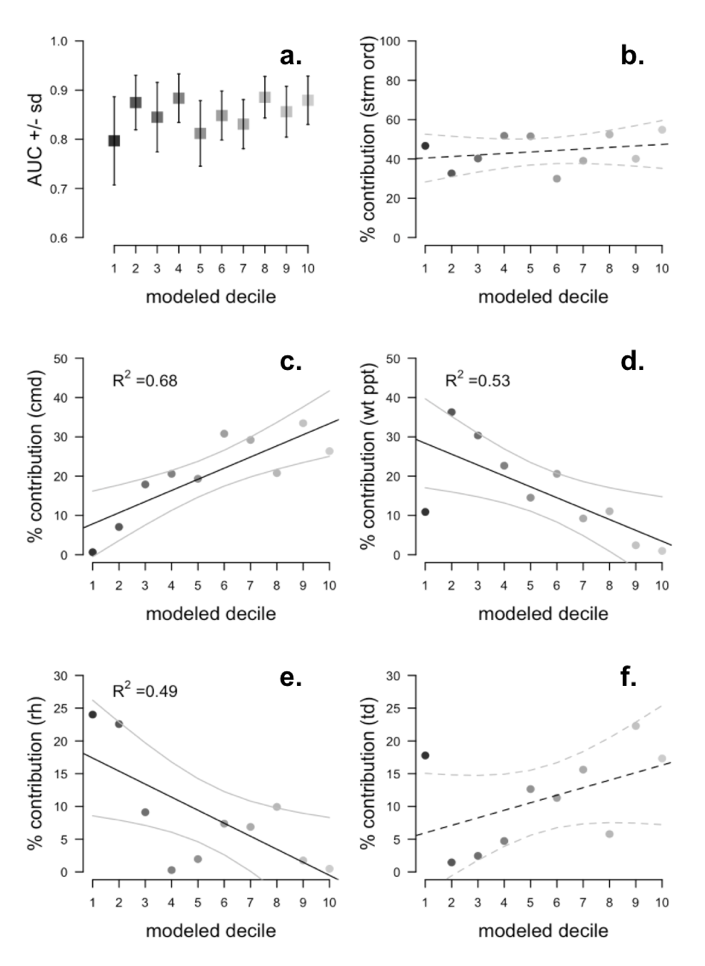 a.
AUC +/- sd
1.0
0.9
0.8
0.7
0.6
1 2 3 4 5 6 7 8 9 10
modeled decile
b.
% contribution (strm ord)
100
80
60
40
20
0
1 2 3 4 5 6 7 8 9 10
modeled decile
c.
R² =0.68
% contribution (cmd)
50
40
30
20
10
0
1 2 3 4 5 6 7 8 9 10
modeled decile
d.
R² =0.53
% contribution (wt ppt)
50
40
30
20
10
0
1 2 3 4 5 6 7 8 9 10
modeled decile
e.
R² =0.49
% contribution (rh)
30
25
20
15
10
5
0
1 2 3 4 5 6 7 8 9 10
modeled decile
f.
% contribution (td)
30
25
20
15
10
5
0
1 2 3 4 5 6 7 8 9 10
modeled decile